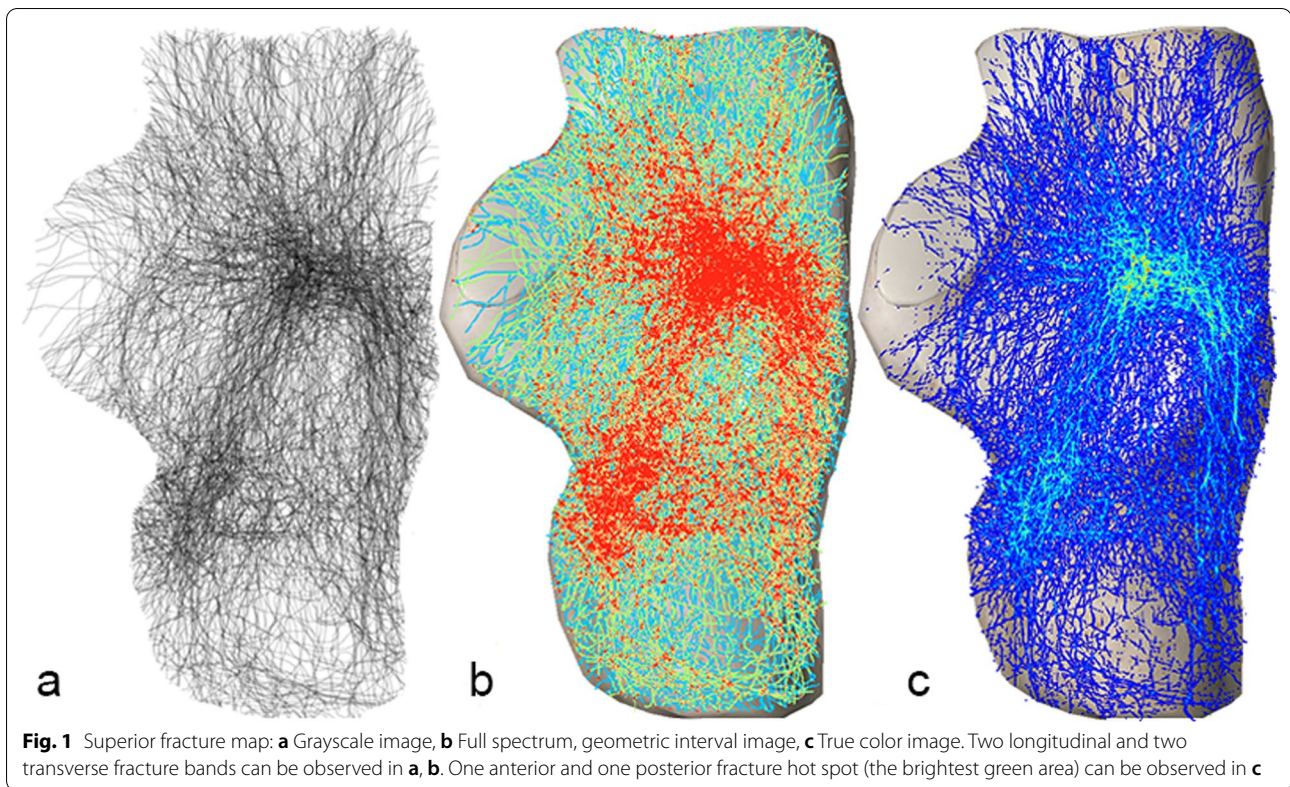 a
b
c
Fig. 1 Superior fracture map: a Grayscale image, b Full spectrum, geometric interval image, c True color image. Two longitudinal and two
transverse fracture bands can be observed in a, b. One anterior and one posterior fracture hot spot (the brightest green area) can be observed in c